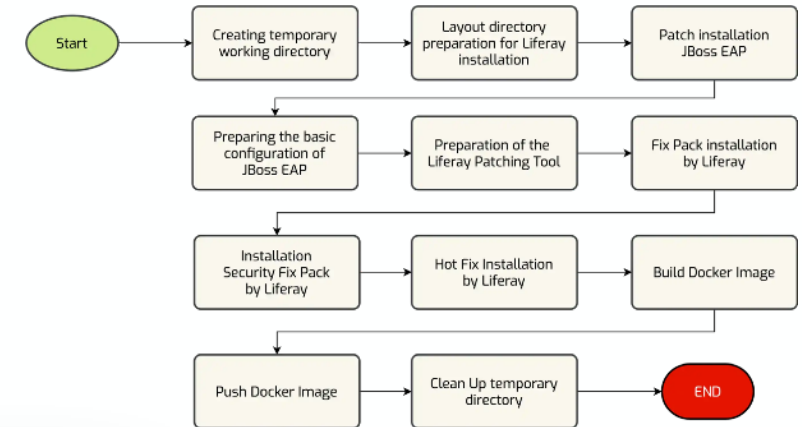 Start
Creating temporary
working directory
Layout directory
preparation for Liferay
installation
Patch installation
JBoss EAP
Preparing the basic
configuration of
JBoss EAP
Preparation of the
Liferay Patching Tool
Fix Pack installation
by Liferay
Installation
Security Fix Pack
by Liferay
Hot Fix Installation
by Liferay
Build Docker Image
Push Docker Image
Clean Up temporary
directory
END